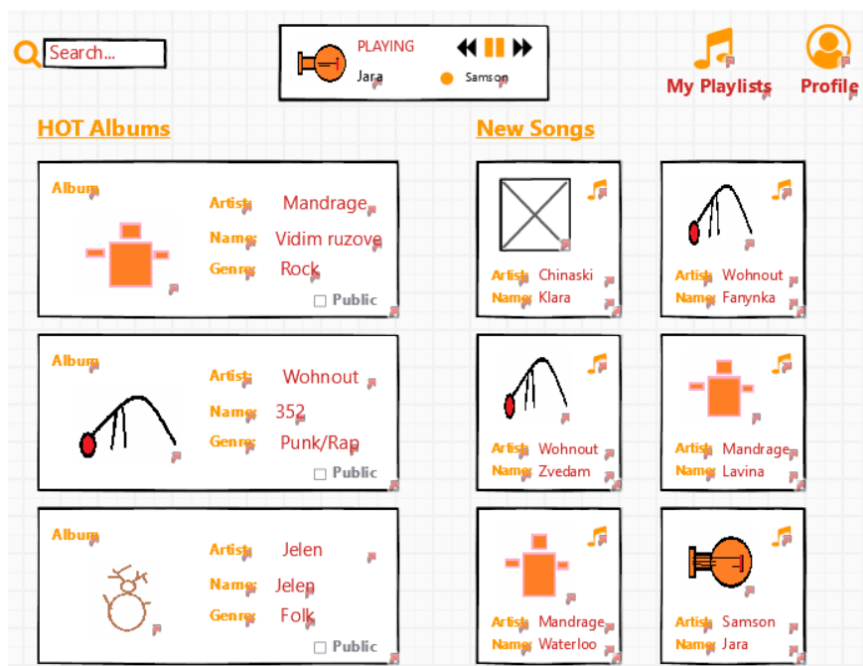 Search...
PLAYING
Jara
Samson
My Playlists
Profile
HOT Albums
Album
Artist: Mandrage
Name: Vidim ruzove
Genre: Rock
Public
Album
Artist: Wohnout
Name: 352
Genre: Punk/Rap
Public
Album
Artist: Jelen
Name: Jelen
Genre: Folk
Public
New Songs
Artist: Chinaski
Name: Klara
Artist: Wohnout
Name: Fanynka
Artist: Wohnout
Name: Zvedam
Artist: Mandrage
Name: Lavina
Artist: Mandrage
Name: Waterloo
Artist: Samson
Name: Jara